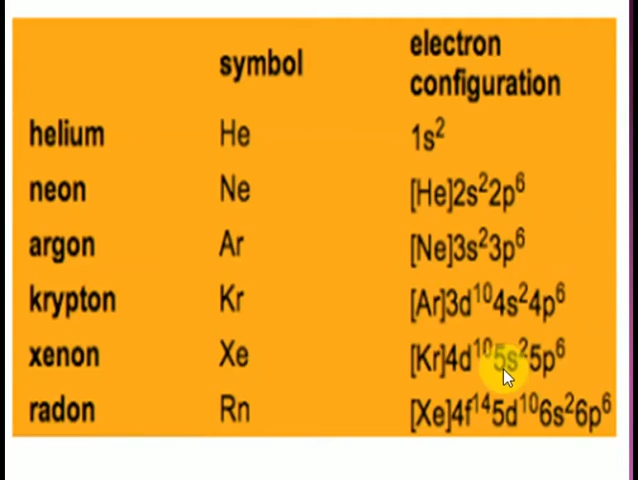 symbol electron configuration
helium He 1s²
neon Ne [He]2s²2p⁶
argon Ar [Ne]3s²3p⁶
krypton Kr [Ar]3d¹⁰4s²4p⁶
xenon Xe [Kr]4d¹⁰5s²5p⁶
radon Rn [Xe]4f¹⁴5d¹⁰6s²6p⁶